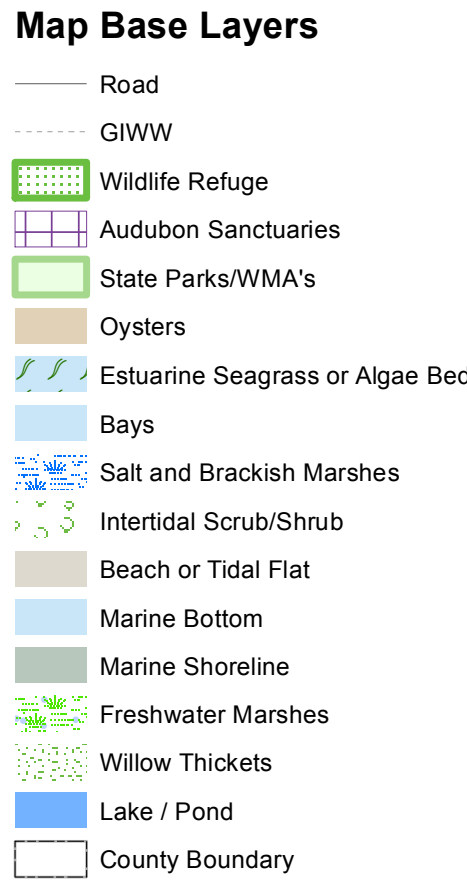 Map Base Layers
Road
GIWW
Wildlife Refuge
Audubon Sanctuaries
State Parks/WMA's
Oysters
Estuarine Seagrass or Algae Bed
Bays
Salt and Brackish Marshes
Intertidal Scrub/Shrub
Beach or Tidal Flat
Marine Bottom
Marine Shoreline
Freshwater Marshes
Willow Thickets
Lake / Pond
County Boundary